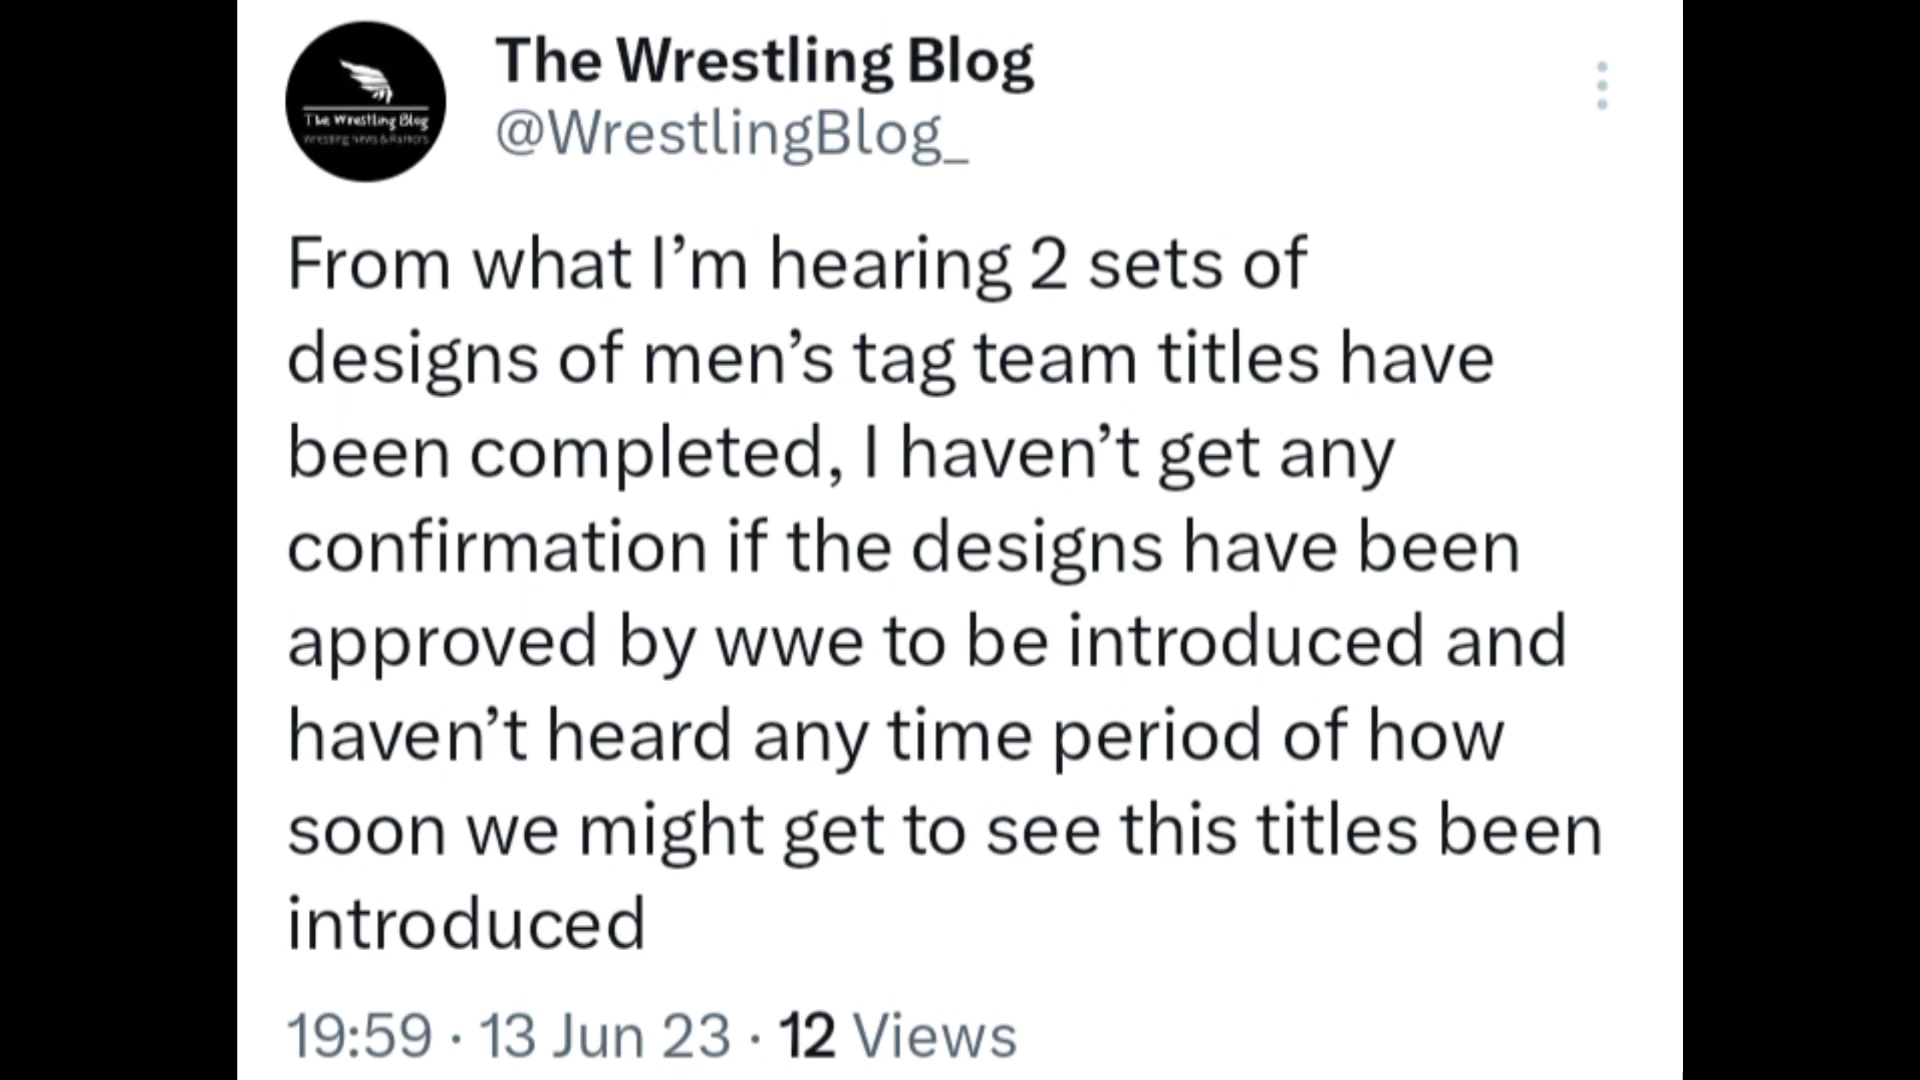 The Wrestling Blog
@WrestlingBlog_
The Wrestling Blog
From what I’m hearing 2 sets of
designs of men’s tag team titles have
been completed, I haven’t get any
confirmation if the designs have been
approved by wwe to be introduced and
haven’t heard any time period of how
soon we might get to see this titles been
introduced
19:59 · 13 Jun 23 · 12 Views